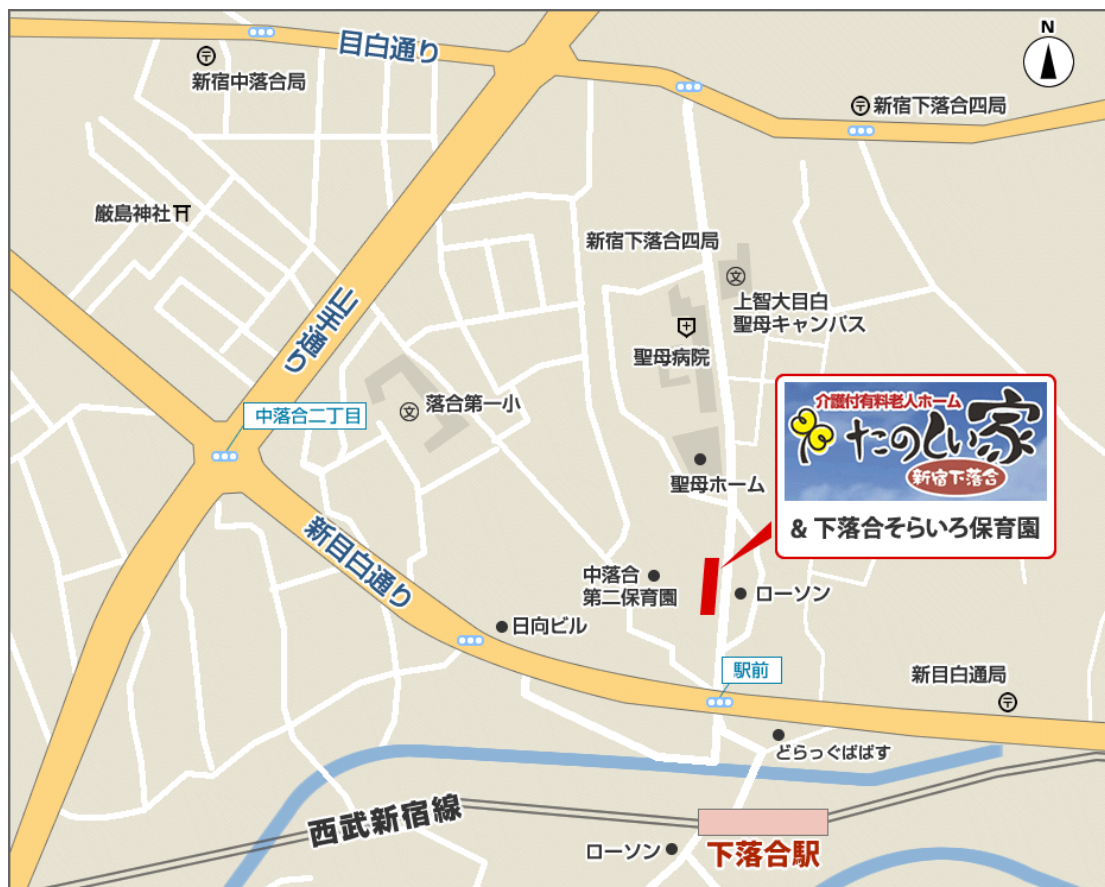 N
目白通り
新宿中落合局
新宿下落合四局
厳島神社
新宿下落合四局
文
上智大目白
聖母キャンパス
山手通り
聖母病院
中落合二丁目
文
落合第一小
介護付有料老人ホーム
たのしい家
新宿下落合
& 下落合そらいろ保育園
聖母ホーム
新目白通り
中落合
第二保育園
ローソン
日向ビル
駅前
新目白通局
どらっぐぱぱす
西武新宿線
ローソン
下落合駅